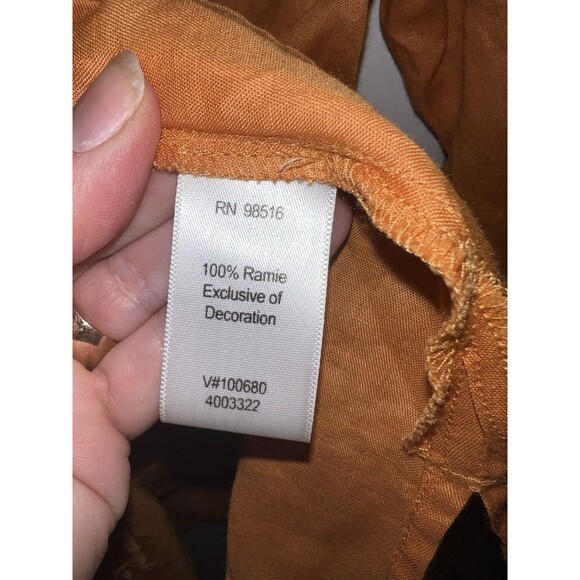 RN 98516
100% Ramie
Exclusive of
Decoration
V#100680
4003322